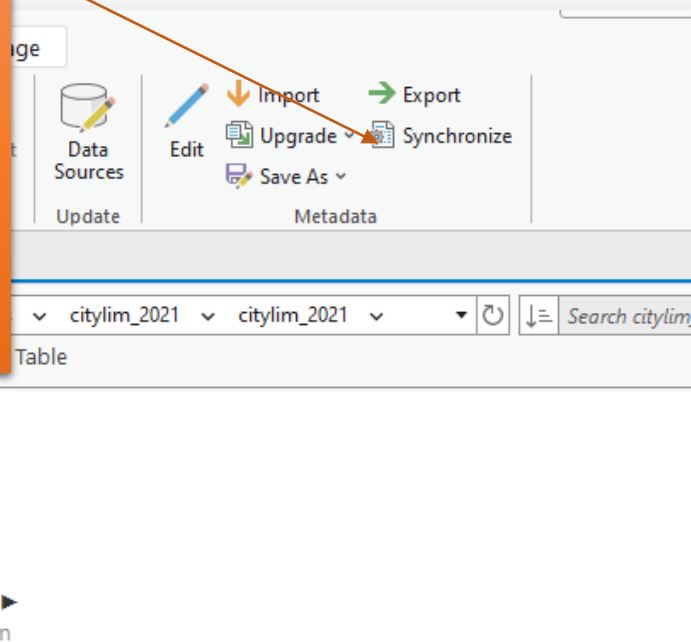 age
Import
Export
Upgrade
Synchronize
t
Data
Sources
Edit
Save As
Update
Metadata
citylim_2021
citylim_2021
Search citylim
Table
n